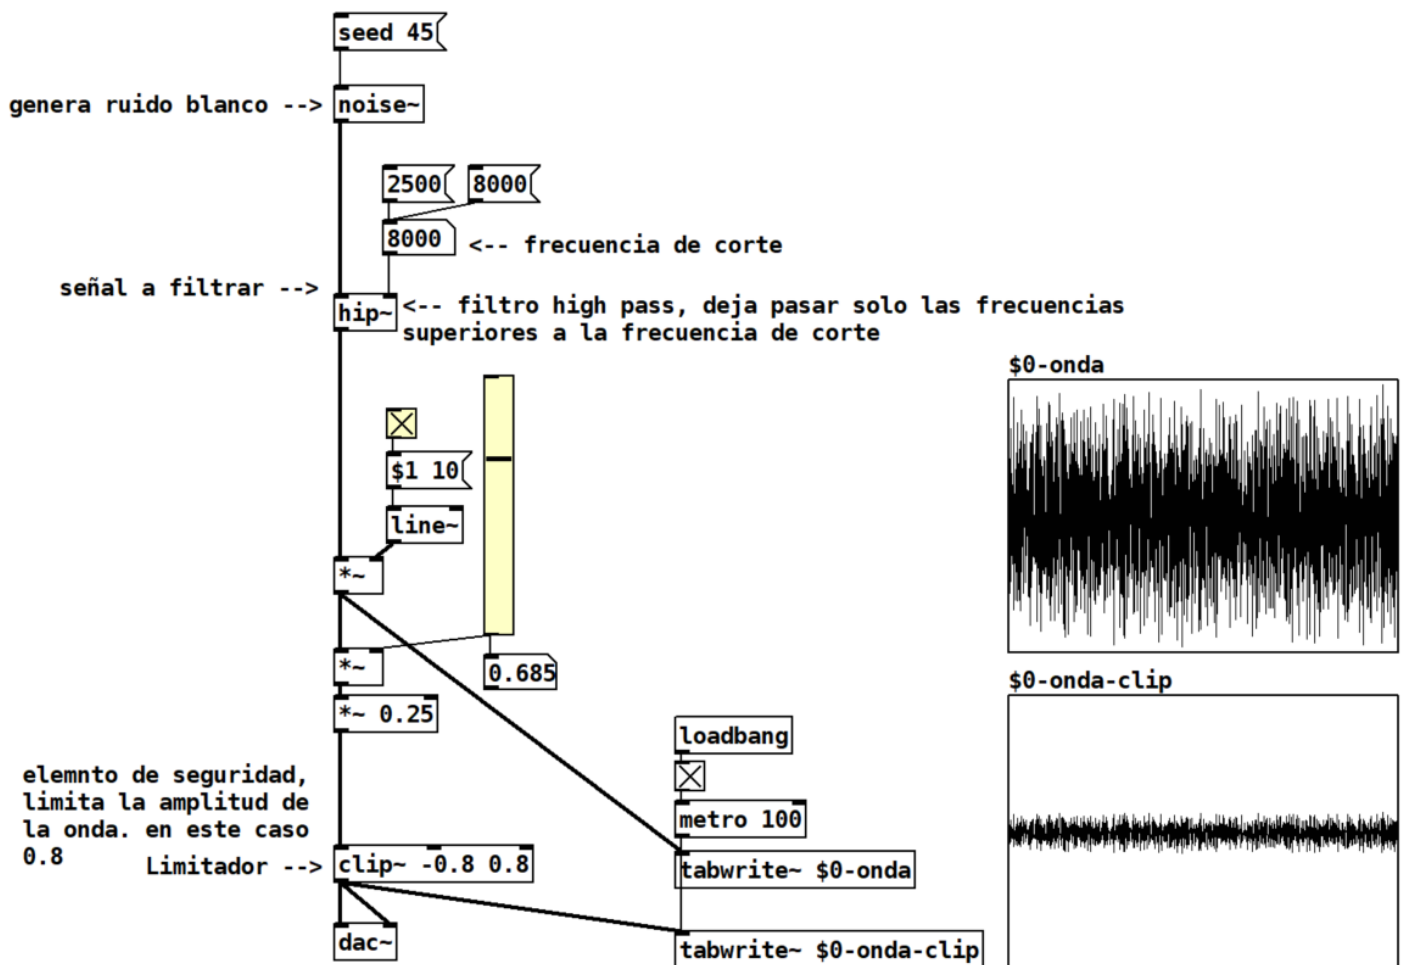 seed 45
genera ruido blanco -->
noise~
2500
8000
8000
<-- frecuencia de corte
señal a filtrar -->
hip~
<-- filtro high pass, deja pasar solo las frecuencias
superiores a la frecuencia de corte
$0-onda
$1 10
line~
*~
*~
0.685
$0-onda-clip
*~ 0.25
loadbang
elemnto de seguridad,
limita la amplitud de
la onda. en este caso
0.8
metro 100
Limitador -->
clip~ -0.8 0.8
tabwrite~ $0-onda
dac~
tabwrite~ $0-onda-clip